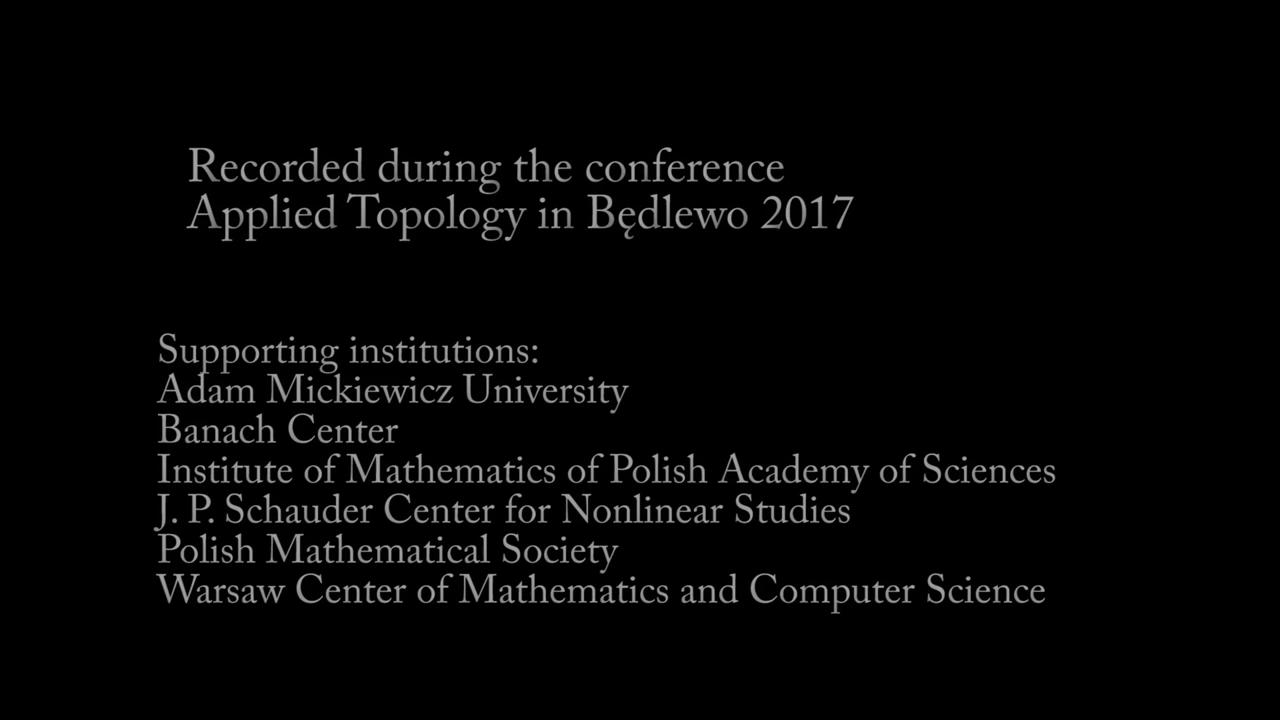 Recorded during the conference
Applied Topology in Będlewo 2017
Supporting institutions:
Adam Mickiewicz University
Banach Center
Institute of Mathematics of Polish Academy of Sciences
J. P. Schauder Center for Nonlinear Studies
Polish Mathematical Society
Warsaw Center of Mathematics and Computer Science